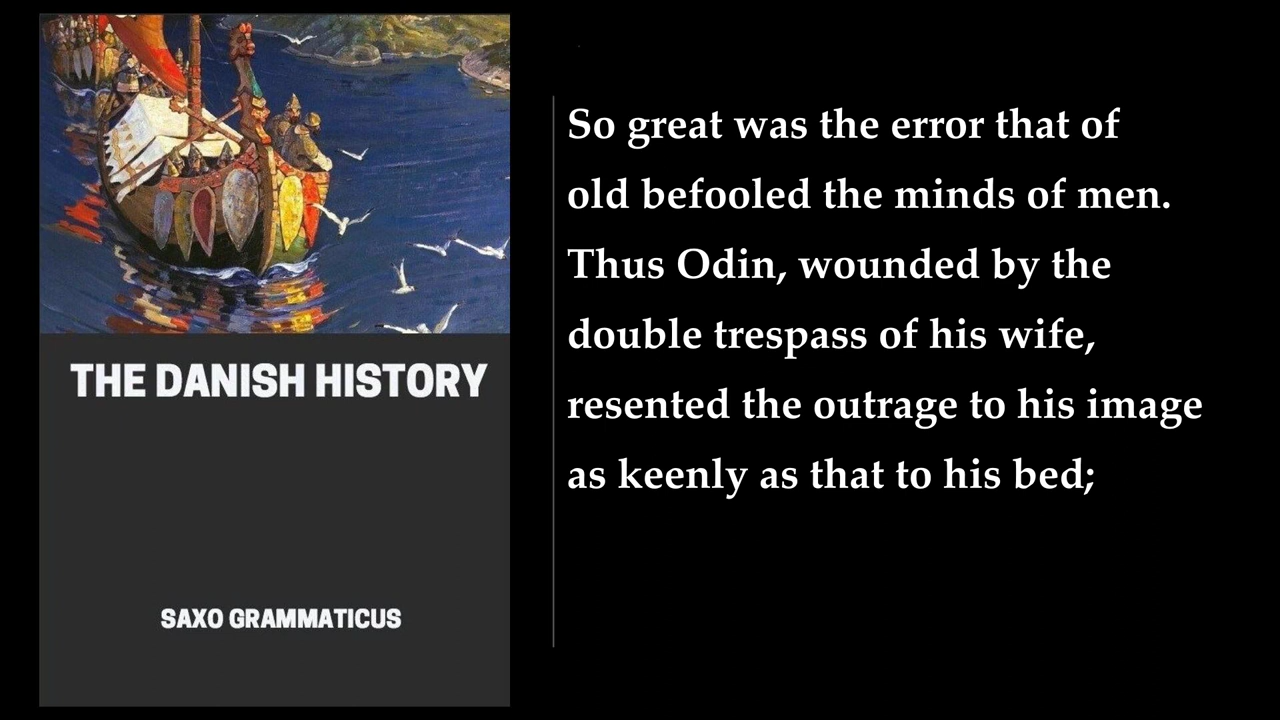 THE DANISH HISTORY
SAXO GRAMMATICUS
So great was the error that of
old befooled the minds of men.
Thus Odin, wounded by the
double trespass of his wife,
resented the outrage to his image
as keenly as that to his bed;